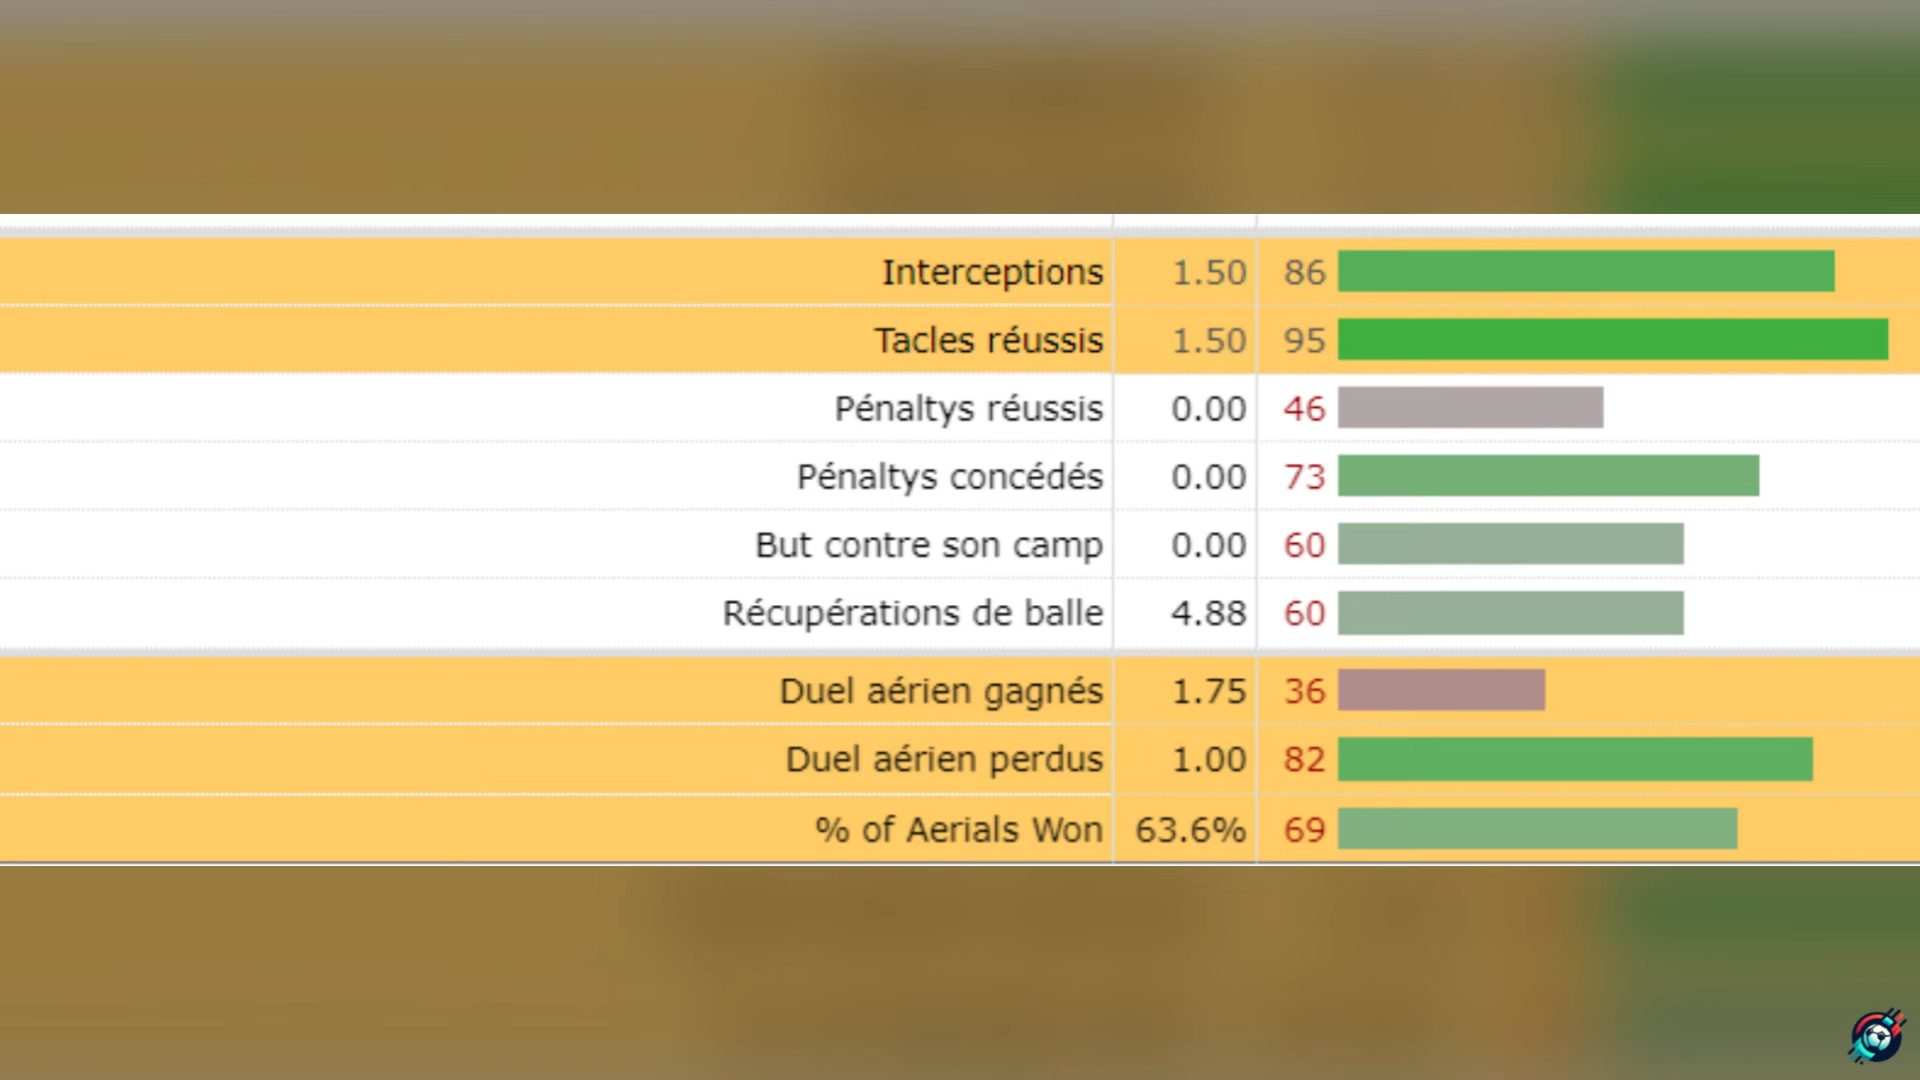 Interceptions 1.50 86
Tacles réussis 1.50 95
Pénaltys réussis 0.00 46
Pénaltys concédés 0.00 73
But contre son camp 0.00 60
Récupérations de balle 4.88 60
Duel aérien gagnés 1.75 36
Duel aérien perdus 1.00 82
% of Aerials Won 63.6% 69